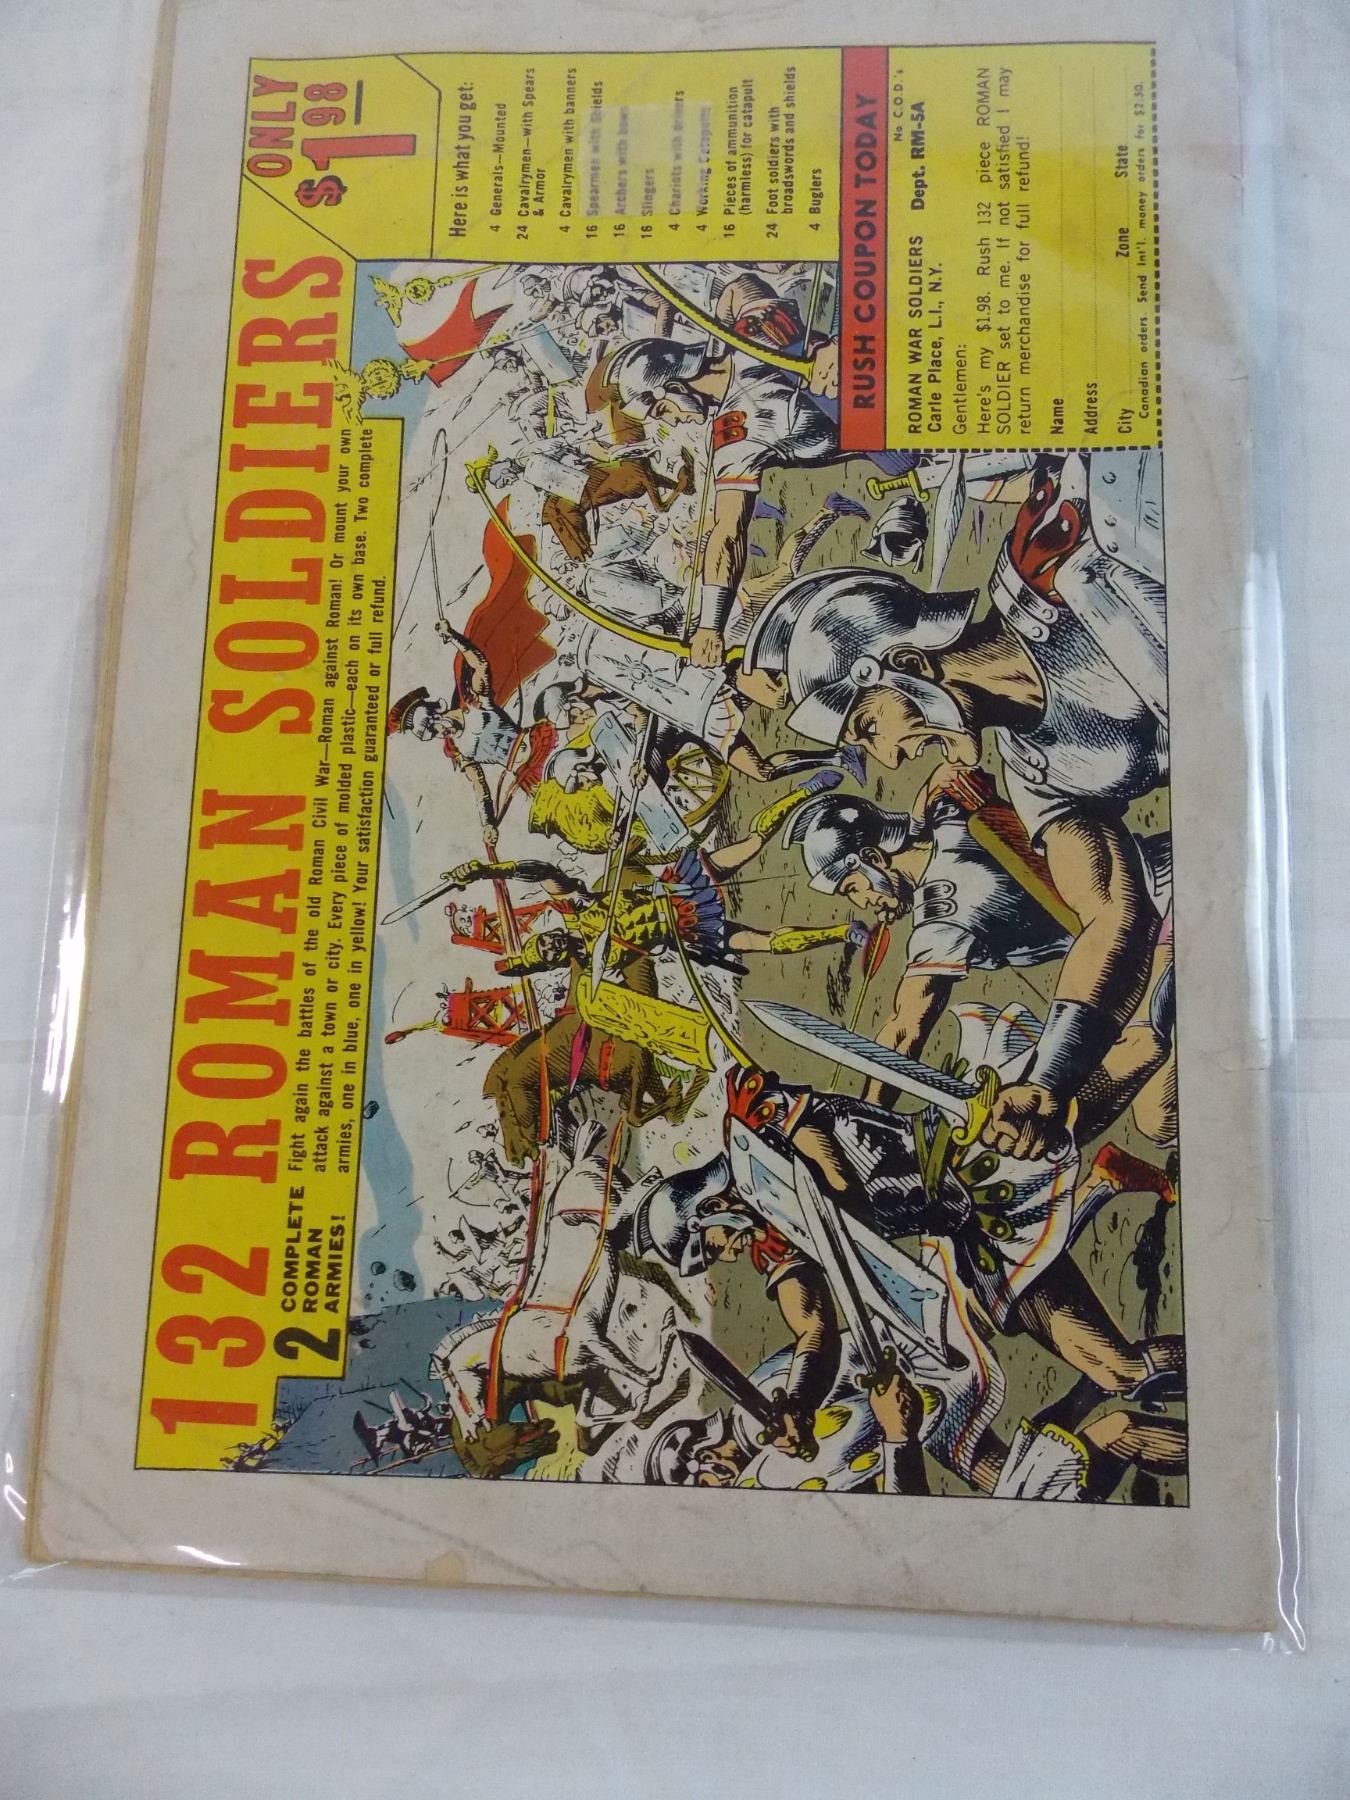 132 ROMAN SOLDIERS
ONLY
$1.98
2 COMPLETE
ROMAN
ARMIES!
Fight again the battles of the old Roman Civil War—Roman against Roman! Or mount your own
attack against a town or city. Every piece of molded plastic—each on its own base. Two complete
armies, one in blue, one in yellow! Your satisfaction guaranteed or full refund.
Here is what you get:
4 Generals—Mounted
24 Cavalrymen—with Spears
& Armor
4 Cavalrymen with banners
16 Spearmen with Shields
16 Archers with bows
16 Slingers
4 Chariots with drivers
4 Working Catapults
16 Pieces of ammunition
(harmless) for catapult
24 Foot soldiers with
broadswords and shields
4 Buglers
RUSH COUPON TODAY
No C.O.D.'s
ROMAN WAR SOLDIERS Dept. RM-5A
Carle Place, L.I., N.Y.
Gentlemen:
Here's my $1.98. Rush 132 piece ROMAN
SOLDIER set to me. If not satisfied I may
return merchandise for full refund!
Name
Address
City Zone State
Canadian orders. Send Int'l. money orders for $2.50.